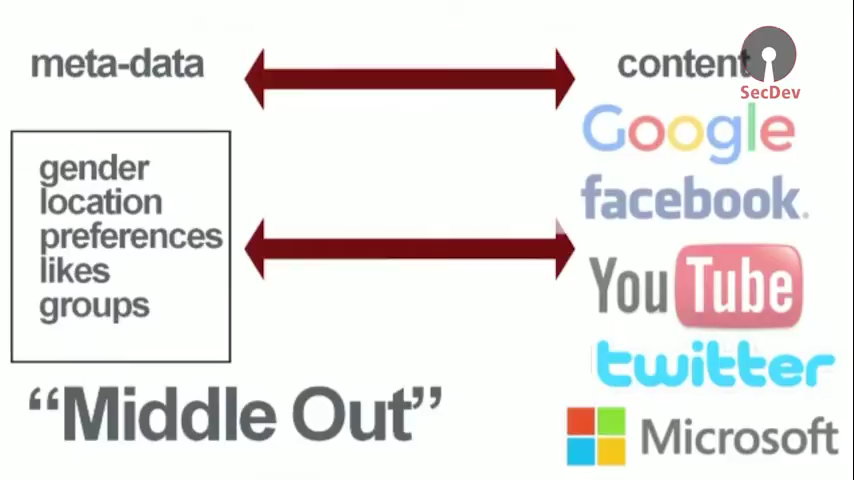 meta-data
content
SecDev
gender
location
preferences
likes
groups
Google
facebook.
YouTube
twitter
Microsoft
“Middle Out”